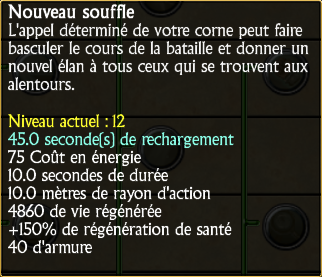 Nouveau souffle
L'appel déterminé de votre corne peut faire
basculer le cours de la bataille et donner un
nouvel élan à tous ceux qui se trouvent aux
alentours.
Niveau actuel : 12
45.0 seconde(s) de rechargement
75 Coût en énergie
10.0 secondes de durée
10.0 mètres de rayon d'action
4860 de vie régénérée
+150% de régénération de santé
40 d'armure